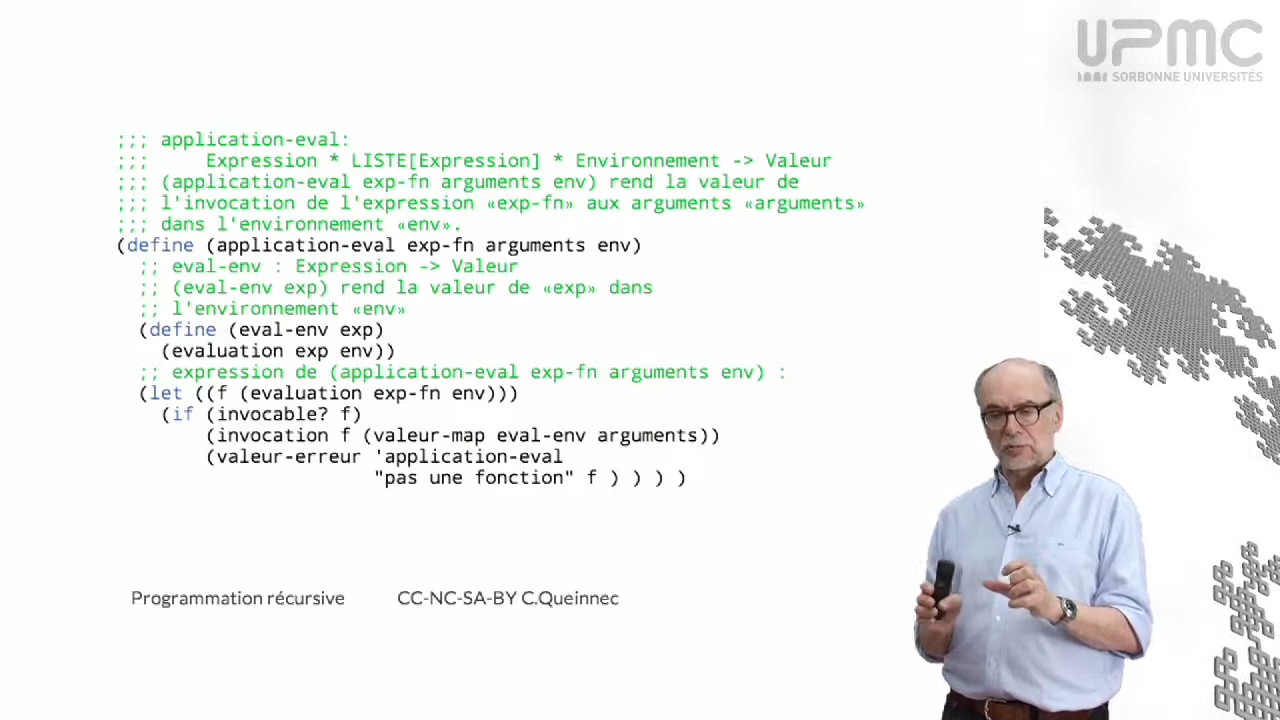 UPMC
SORBONNE UNIVERSITÉS
;;; application-eval:
;;;     Expression * LISTE[Expression] * Environnement -> Valeur
;;; (application-eval exp-fn arguments env) rend la valeur de
;;; l'invocation de l'expression «exp-fn» aux arguments «arguments»
;;; dans l'environnement «env».
(define (application-eval exp-fn arguments env)
  ;; eval-env : Expression -> Valeur
  ;; (eval-env exp) rend la valeur de «exp» dans
  ;; l'environnement «env»
  (define (eval-env exp)
    (evaluation exp env))
  ;; expression de (application-eval exp-fn arguments env) :
  (let ((f (evaluation exp-fn env)))
    (if (invocable? f)
        (invocation f (valeur-map eval-env arguments))
        (valeur-erreur 'application-eval
                       "pas une fonction" f ) ) ) )
Programmation récursive CC-NC-SA-BY C.Queinnec